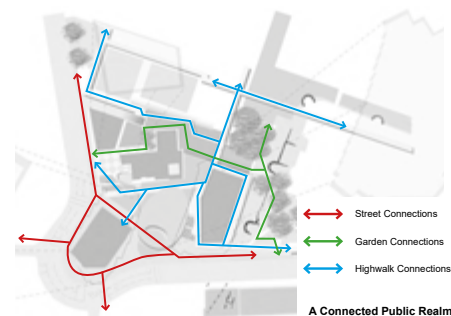 Street Connections
Garden Connections
Highwalk Connections
A Connected Public Realm